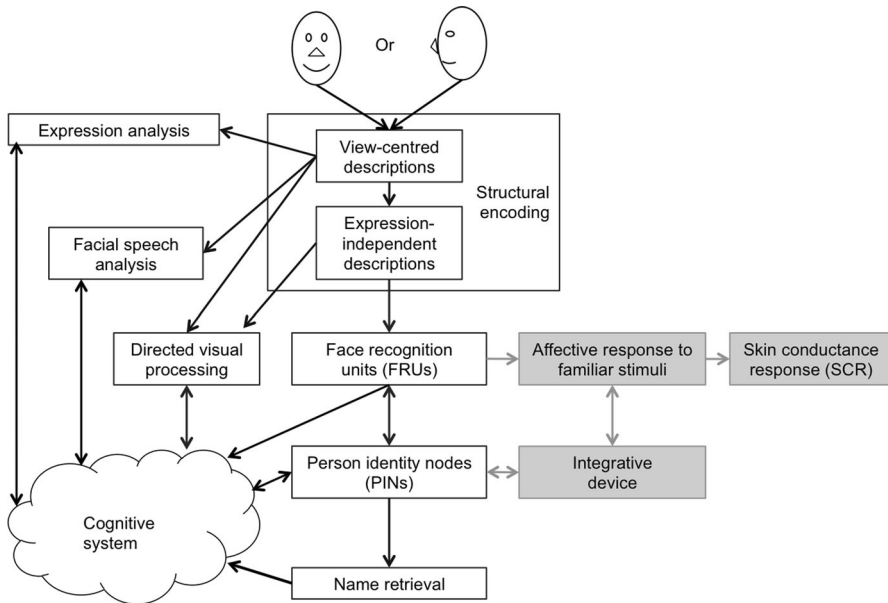 Or
Expression analysis
View-centred
descriptions
Structural
encoding
Expression-
independent
descriptions
Facial speech
analysis
Directed visual
processing
Face recognition
units (FRUs)
Affective response to
familiar stimuli
Skin conductance
response (SCR)
Person identity nodes
(PINs)
Integrative
device
Cognitive
system
Name retrieval